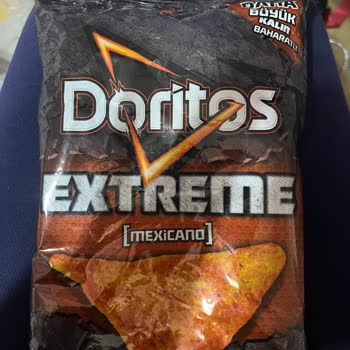 BÜYÜK
KALIN
BAHARATLI
Doritos
EXTREME
[MEXiCANO]